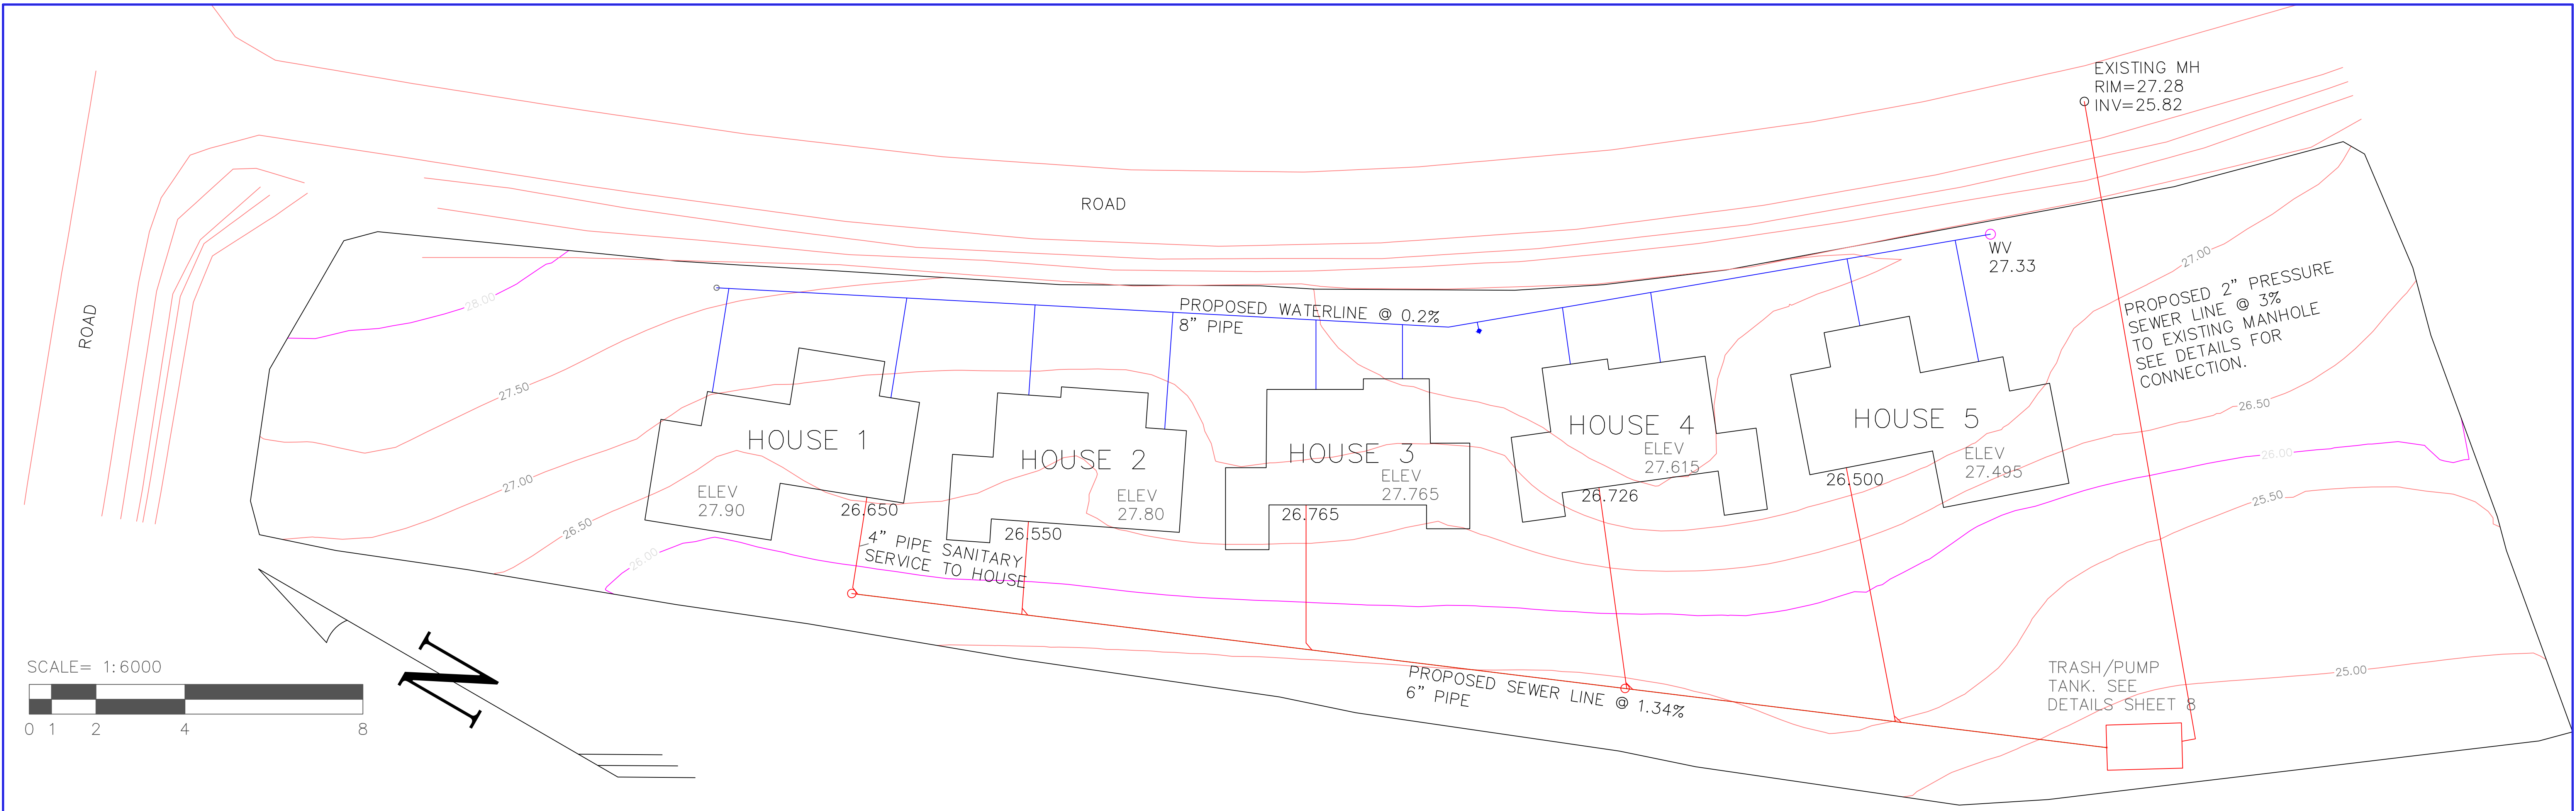 EXISTING MH
RIM=27.28
INV=25.82
ROAD
ROAD
WV
27.33
28.00
27.00
PROPOSED WATERLINE @ 0.2%
8" PIPE
PROPOSED 2" PRESSURE
SEWER LINE @ 3%
TO EXISTING MANHOLE
SEE DETAILS FOR
CONNECTION.
27.50
26.50
HOUSE 1
HOUSE 2
HOUSE 3
HOUSE 4
HOUSE 5
ELEV
27.90
ELEV
27.80
ELEV
27.765
ELEV
27.615
ELEV
27.495
27.00
26.50
26.00
26.00
25.50
26.650
26.550
26.765
26.726
26.500
4" PIPE SANITARY
SERVICE TO HOUSE
N
SCALE= 1:6000
0 1 2 4 8
PROPOSED SEWER LINE @ 1.34%
6" PIPE
TRASH/PUMP
TANK. SEE
DETAILS SHEET 8
25.00